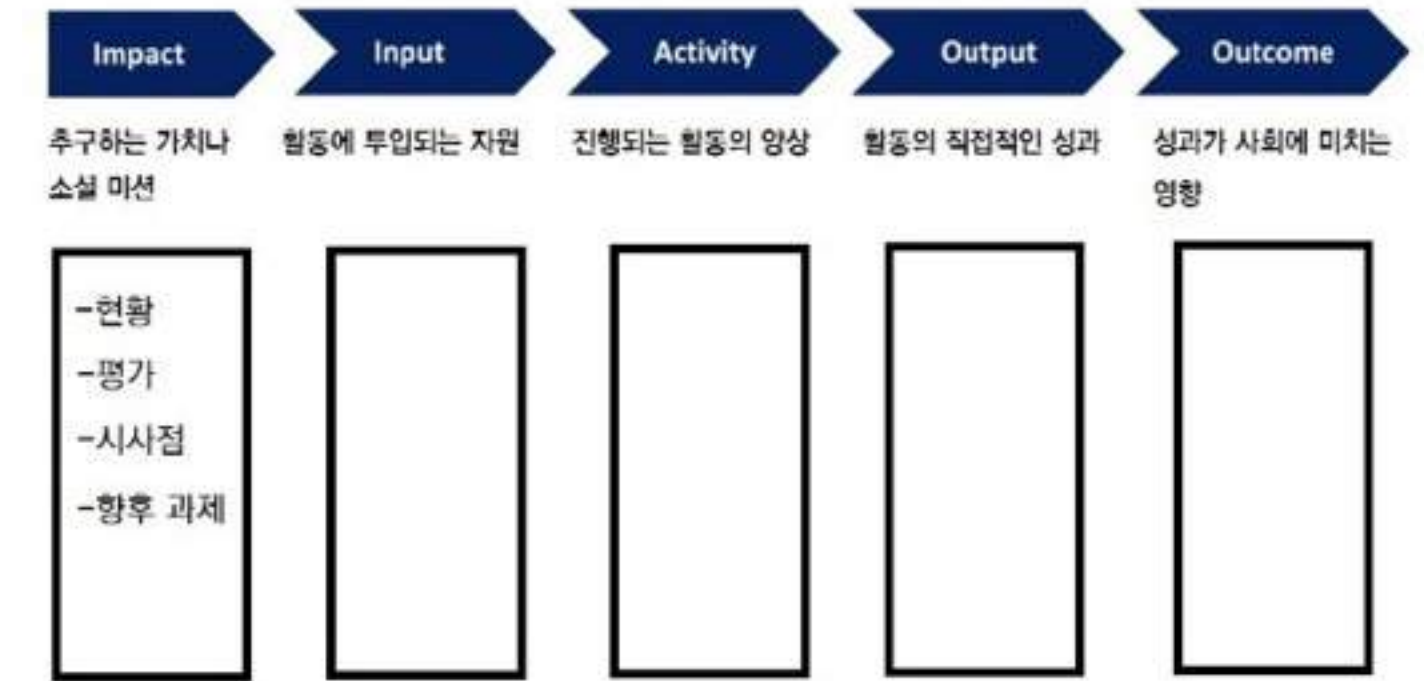 Impact
Input
Activity
Output
Outcome
추구하는 가치나
소셜 미션
활동에 투입되는 자원
진행되는 활동의 양상
활동의 직접적인 성과
성과가 사회에 미치는
영향
-현황
-평가
-시사점
-향후 과제